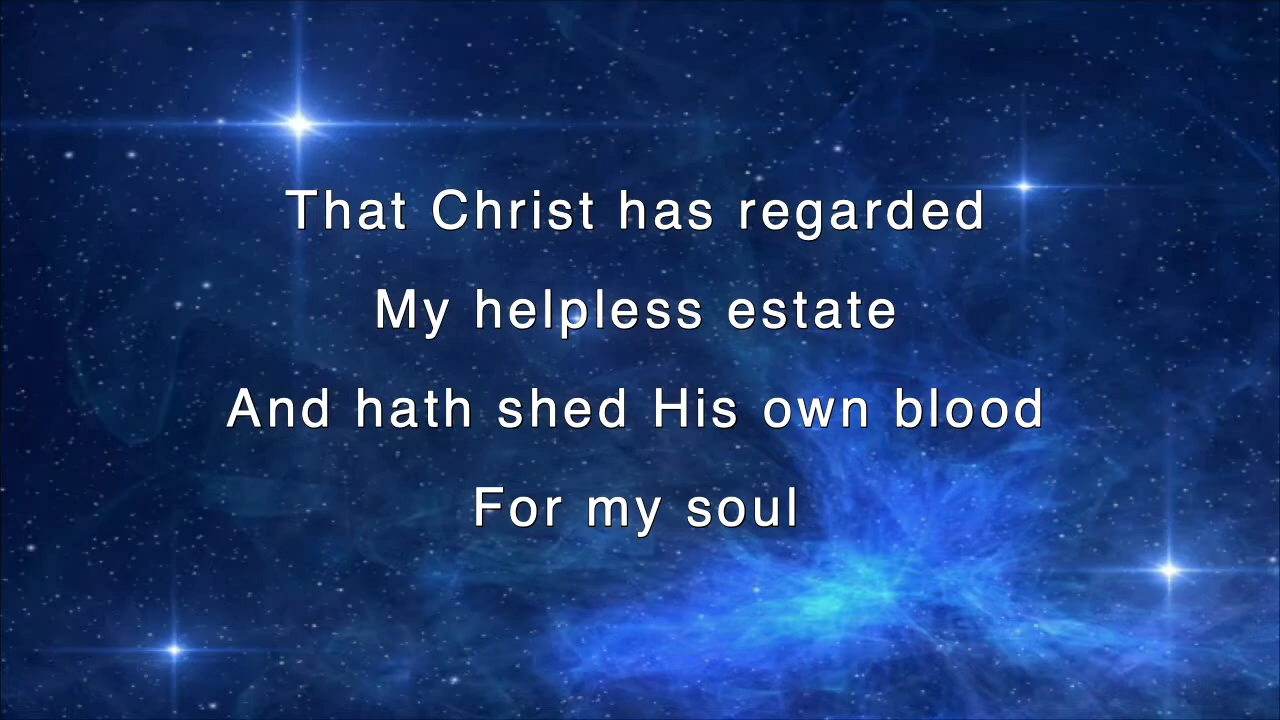 That Christ has regarded
My helpless estate
And hath shed His own blood
For my soul